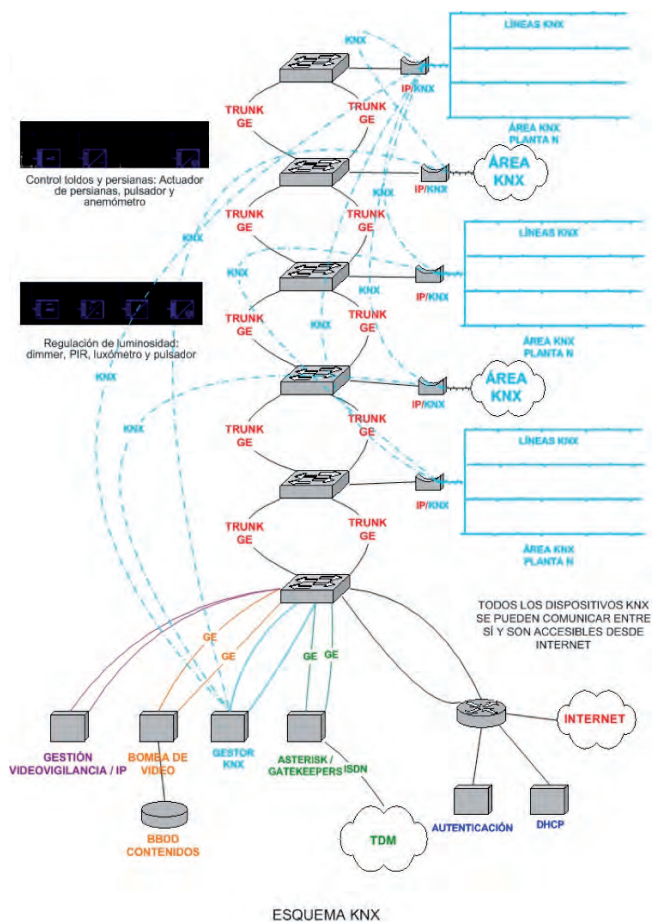 KNX
LÍNEAS KNX
IP/KNX
TRUNK
GE
TRUNK
GE
ÁREA KNX
PLANTA N
Control toldos y persianas: Actuador
de persianas, pulsador y
anemómetro
KNX
IP/KNX
ÁREA
KNX
KNX
KNX
TRUNK
GE
TRUNK
GE
LÍNEAS KNX
KNX
KNX
IP/KNX
Regulación de luminosidad:
dimmer, PIR, luxómetro y pulsador
KNX
TRUNK
GE
TRUNK
GE
KNX
ÁREA KNX
PLANTA N
IP/KNX
ÁREA
KNX
KNX
TRUNK
GE
TRUNK
GE
LÍNEAS KNX
IP/KNX
TRUNK
GE
TRUNK
GE
ÁREA KNX
PLANTA N
TODOS LOS DISPOSITIVOS KNX
SE PUEDEN COMUNICAR ENTRE
SÍ Y SON ACCESIBLES DESDE
INTERNET
GE
GE
GE
GE
INTERNET
GESTIÓN
VIDEOVIGILANCIA / IP
BOMBA DE
VIDEO
GESTOR
KNX
ASTERISK /
GATEKEEPERS
ISDN
BBDD
CONTENIDOS
TDM
AUTENTICACIÓN
DHCP
ESQUEMA KNX